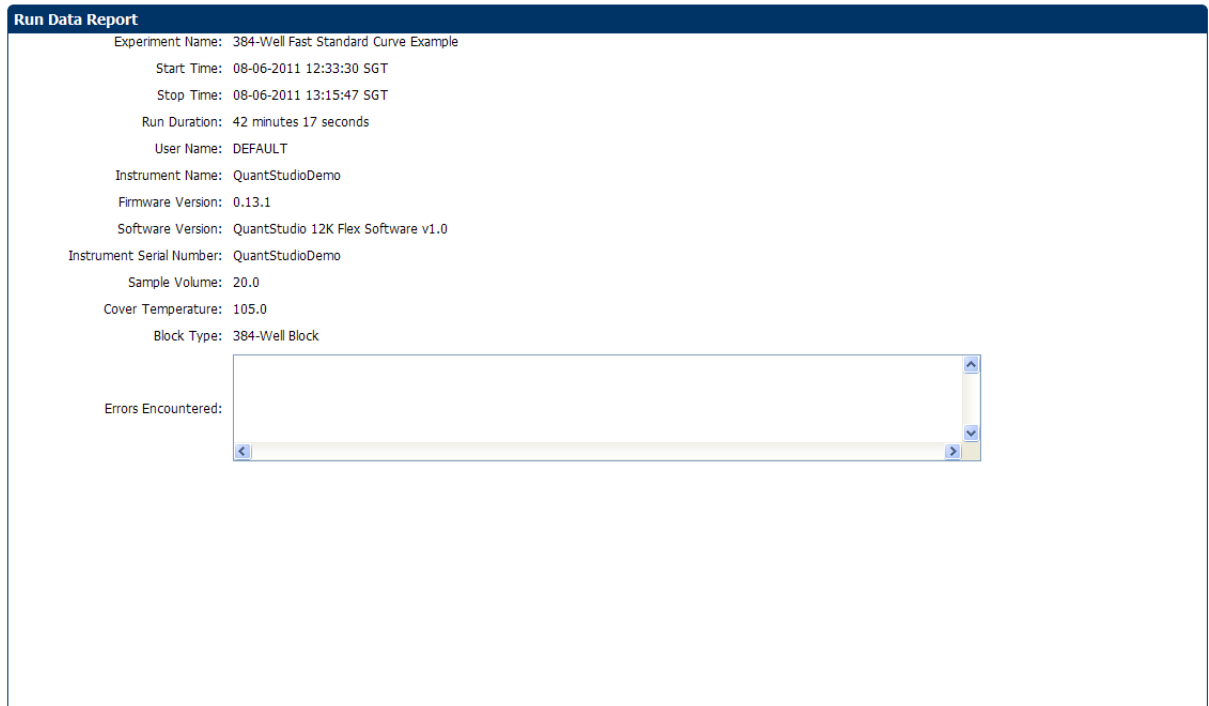 Run Data Report
Experiment Name: 384-Well Fast Standard Curve Example
Start Time: 08-06-2011 12:33:30 SGT
Stop Time: 08-06-2011 13:15:47 SGT
Run Duration: 42 minutes 17 seconds
User Name: DEFAULT
Instrument Name: QuantStudioDemo
Firmware Version: 0.13.1
Software Version: QuantStudio 12K Flex Software v1.0
Instrument Serial Number: QuantStudioDemo
Sample Volume: 20.0
Cover Temperature: 105.0
Block Type: 384-Well Block
Errors Encountered: